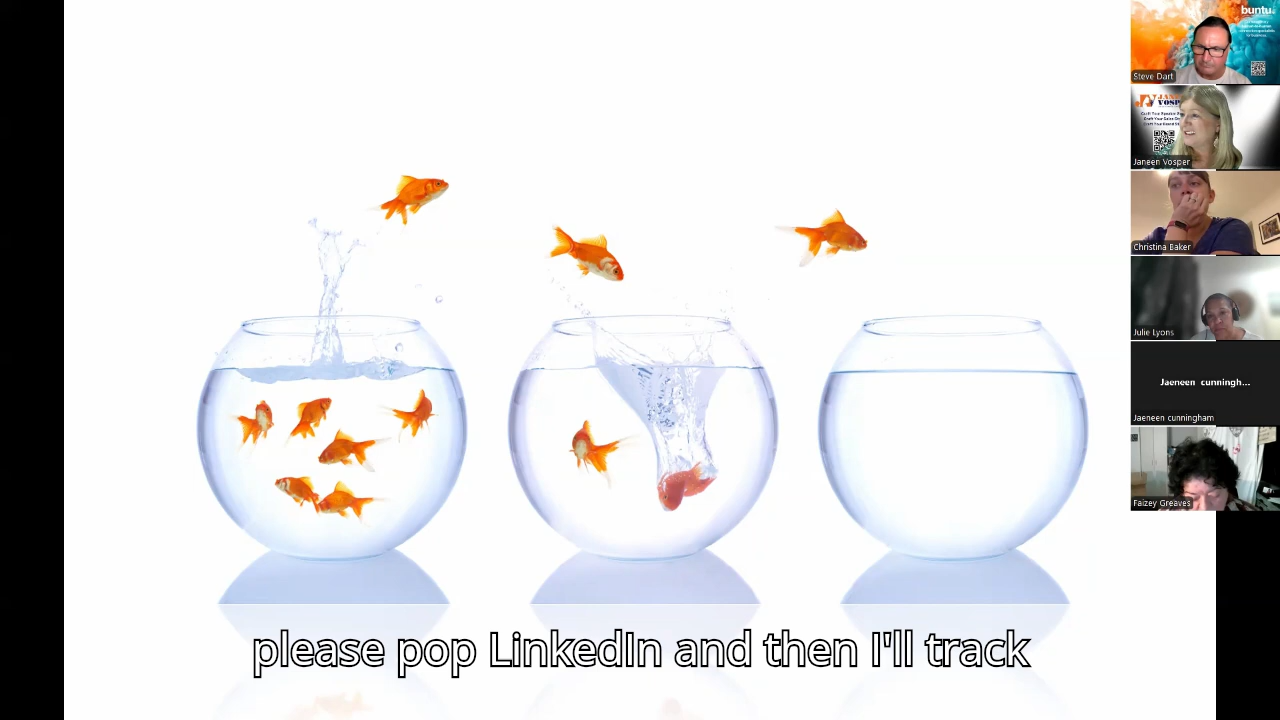 please pop LinkedIn and then I'll track
buntu.
Steve Dart
Janeen Vosper
Christina Baker
Julie Lyons
Jaeneen cunningh...
Jaeneen cunningham
Faizey Greaves